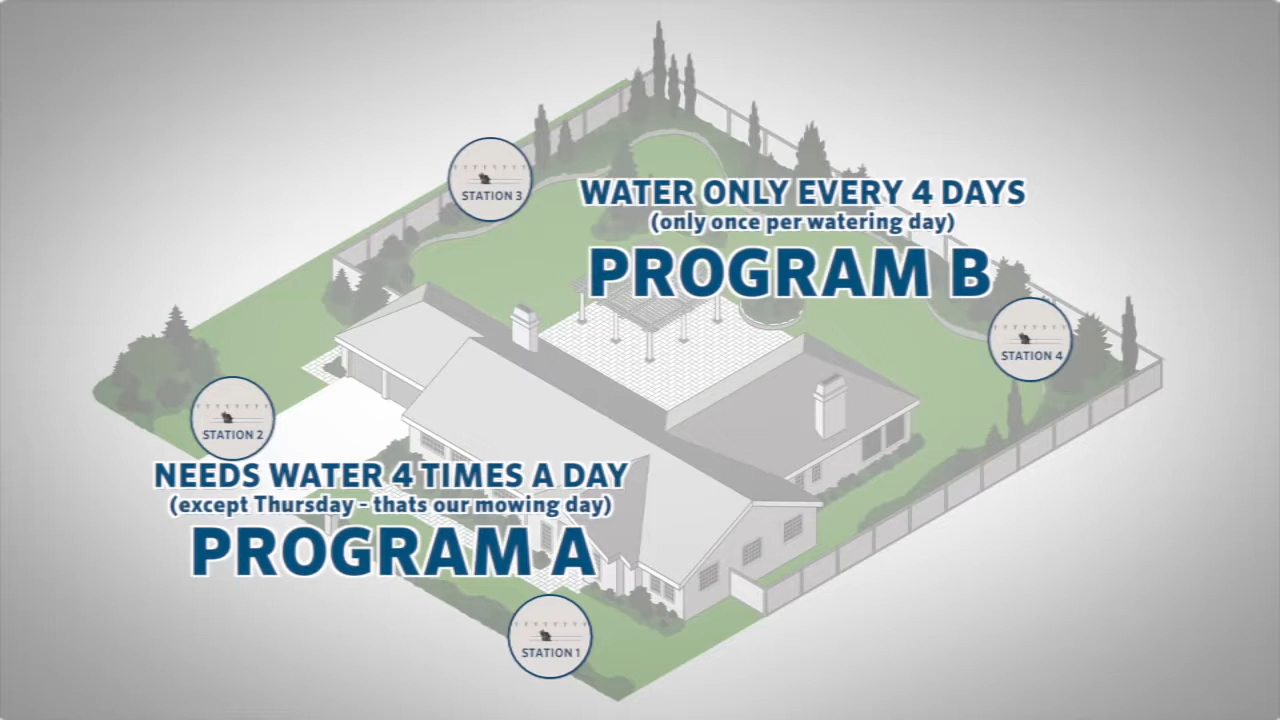 STATION 3
WATER ONLY EVERY 4 DAYS
(only once per watering day)
PROGRAM B
STATION 4
STATION 2
NEEDS WATER 4 TIMES A DAY
(except Thursday - thats our mowing day)
PROGRAM A
STATION 1